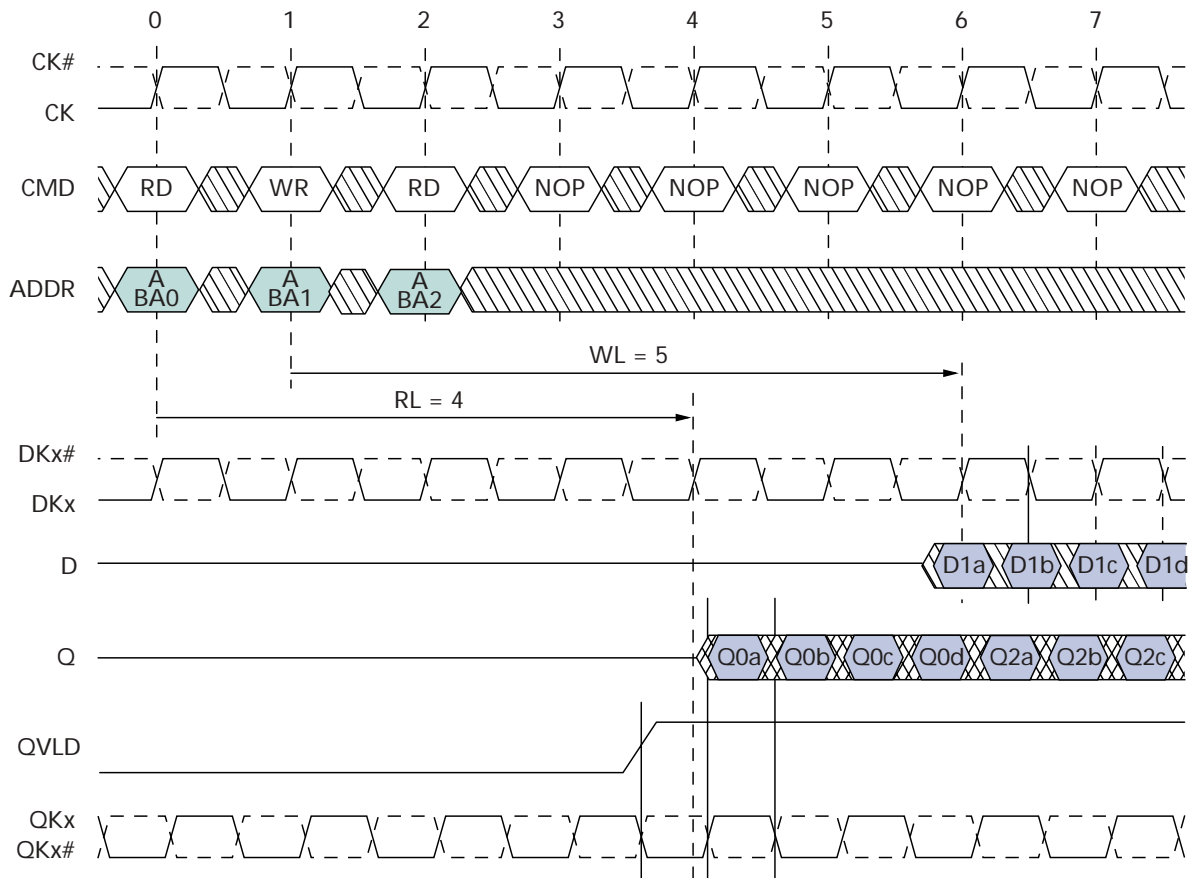 0 1 2 3 4 5 6 7
CK#
CK
CMD RD WR RD NOP NOP NOP NOP NOP
ADDR A BA0 A BA1 A BA2
WL = 5
RL = 4
DKx#
DKx
D D1a D1b D1c D1d
Q Q0a Q0b Q0c Q0d Q2a Q2b Q2c
QVLD
QKx
QKx#